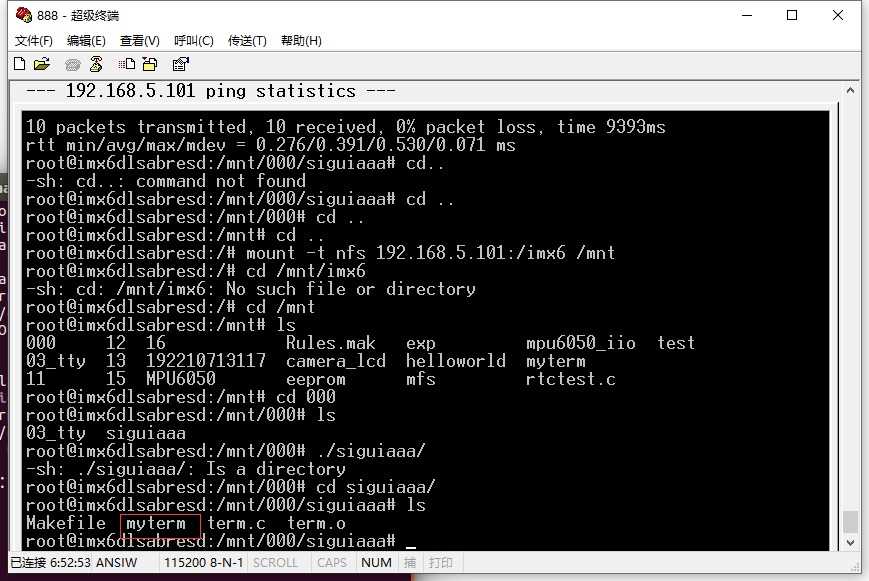 888 - 超级终端
文件(F) 编辑(E) 查看(V) 呼叫(C) 传送(T) 帮助(H)
--- 192.168.5.101 ping statistics ---
10 packets transmitted, 10 received, 0% packet loss, time 9393ms
rtt min/avg/max/mdev = 0.276/0.391/0.530/0.071 ms
root@imx6dlsabresd:/mnt/000/siguiaaa# cd..
-sh: cd..: command not found
root@imx6dlsabresd:/mnt/000/siguiaaa# cd ..
root@imx6dlsabresd:/mnt/000# cd ..
root@imx6dlsabresd:/mnt# cd ..
root@imx6dlsabresd:/# mount -t nfs 192.168.5.101:/imx6 /mnt
root@imx6dlsabresd:/# cd /mnt/imx6
-sh: cd: /mnt/imx6: No such file or directory
root@imx6dlsabresd:/# cd /mnt
root@imx6dlsabresd:/mnt# ls
000 12 16 Rules.mak exp mpu6050_iio test
03_tty 13 192210713117 camera_lcd helloworld myterm
11 15 MPU6050 eeprom mfs rtctest.c
root@imx6dlsabresd:/mnt# cd 000
root@imx6dlsabresd:/mnt/000# ls
03_tty siguiaaa
root@imx6dlsabresd:/mnt/000# ./siguiaaa/
-sh: ./siguiaaa/: Is a directory
root@imx6dlsabresd:/mnt/000# cd siguiaaa/
root@imx6dlsabresd:/mnt/000/siguiaaa# ls
Makefile myterm term.c term.o
root@imx6dlsabresd:/mnt/000/siguiaaa# _
已连接 6:52:53 ANSIW 115200 8-N-1 SCROLL CAPS NUM 捕 打印